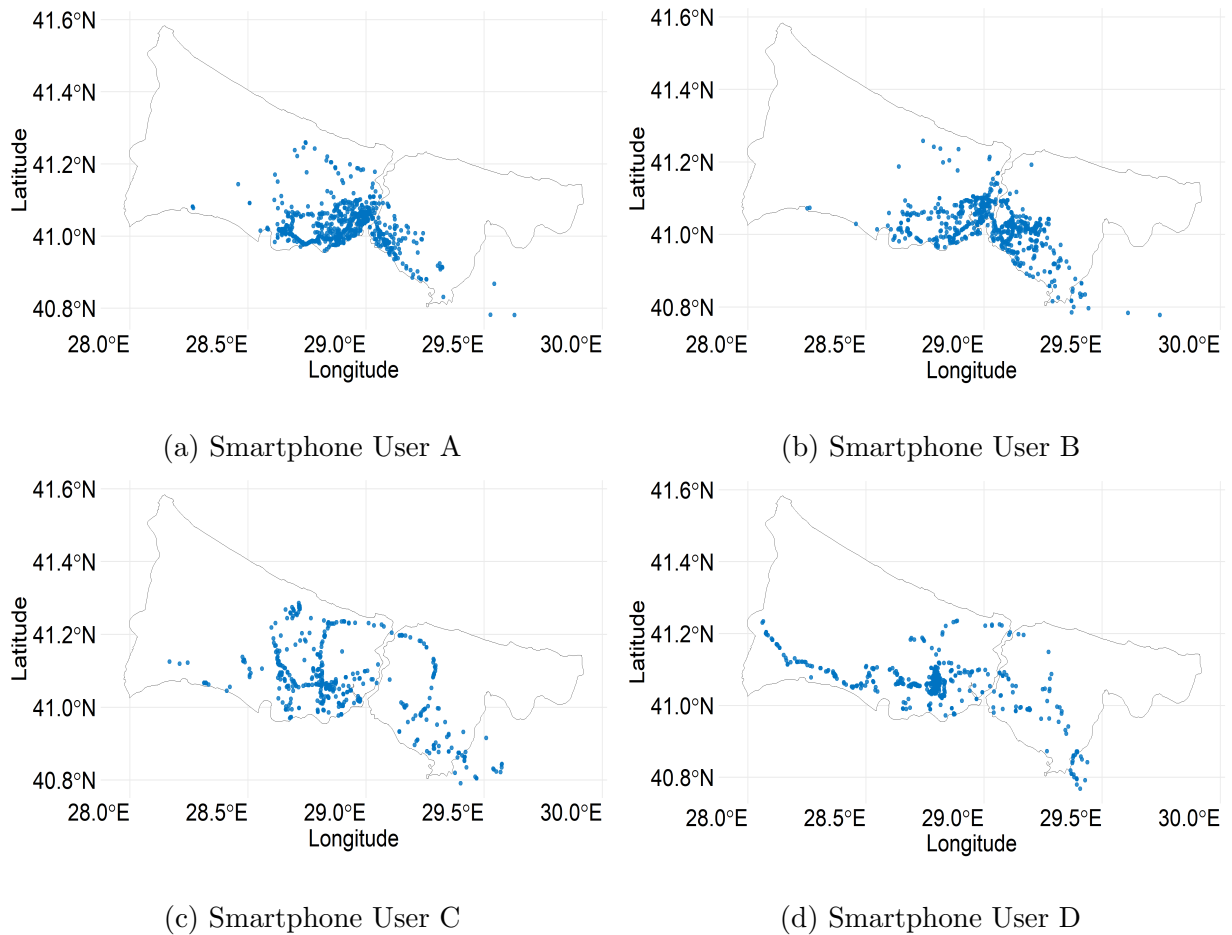 41.6°N
41.4°N
41.2°N
41.0°N
40.8°N
Latitude
28.0°E 28.5°E 29.0°E 29.5°E 30.0°E
Longitude
(a) Smartphone User A
41.6°N
41.4°N
41.2°N
41.0°N
40.8°N
Latitude
28.0°E 28.5°E 29.0°E 29.5°E 30.0°E
Longitude
(b) Smartphone User B
41.6°N
41.4°N
41.2°N
41.0°N
40.8°N
Latitude
28.0°E 28.5°E 29.0°E 29.5°E 30.0°E
Longitude
(c) Smartphone User C
41.6°N
41.4°N
41.2°N
41.0°N
40.8°N
Latitude
28.0°E 28.5°E 29.0°E 29.5°E 30.0°E
Longitude
(d) Smartphone User D